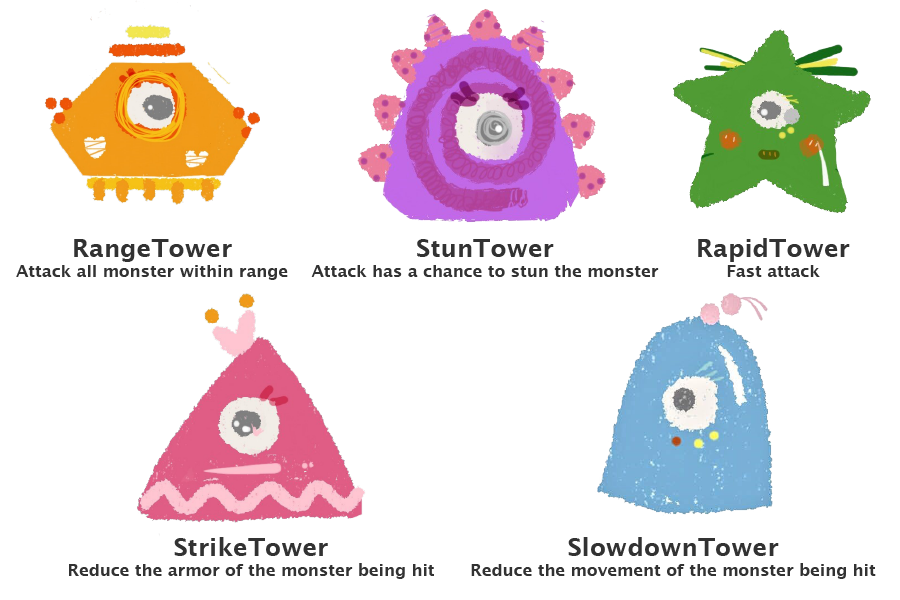 RangeTower
Attack all monster within range
StunTower
Attack has a chance to stun the monster
RapidTower
Fast attack
StrikeTower
Reduce the armor of the monster being hit
SlowdownTower
Reduce the movement of the monster being hit